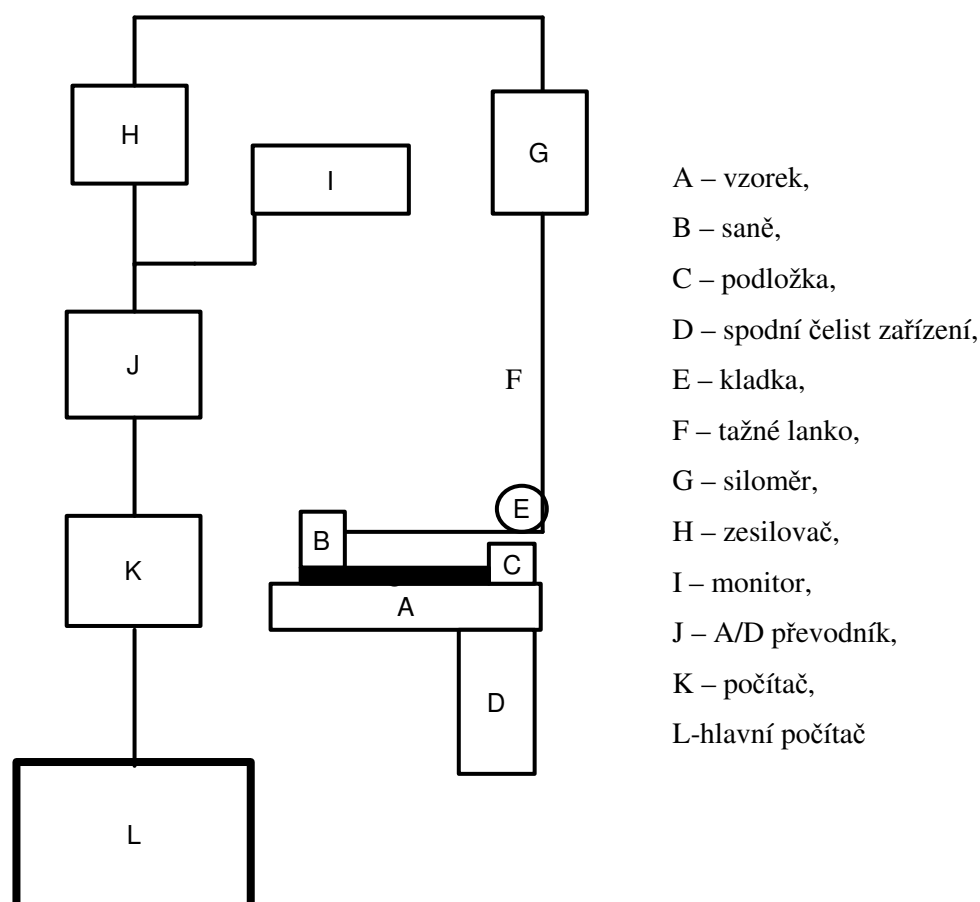 H
G
I
J
F
E
B
C
K
A
D
L
A – vzorek,
B – saně,
C – podložka,
D – spodní čelist zařízení,
E – kladka,
F – tažné lanko,
G – siloměr,
H – zesilovač,
I – monitor,
J – A/D převodník,
K – počítač,
L-hlavní počítač